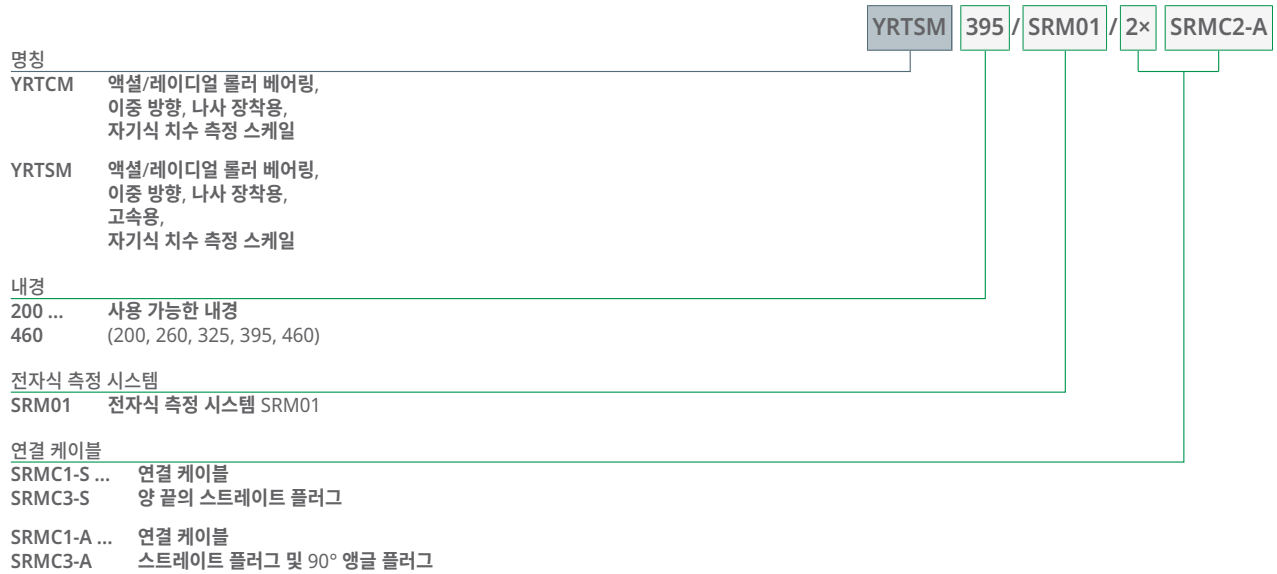 YRTSM 395 / SRM01 / 2× SRMC2-A
명칭
YRTCM 액셜/레이디얼 롤러 베어링,
이중 방향, 나사 장착용,
자기식 치수 측정 스케일
YRTSM 액셜/레이디얼 롤러 베어링,
이중 방향, 나사 장착용,
고속용,
자기식 치수 측정 스케일
내경
200 ... 사용 가능한 내경
460 (200, 260, 325, 395, 460)
전자식 측정 시스템
SRM01 전자식 측정 시스템 SRM01
연결 케이블
SRMC1-S ... 연결 케이블
SRMC3-S 양 끝의 스트레이트 플러그
SRMC1-A ... 연결 케이블
SRMC3-A 스트레이트 플러그 및 90° 앵글 플러그